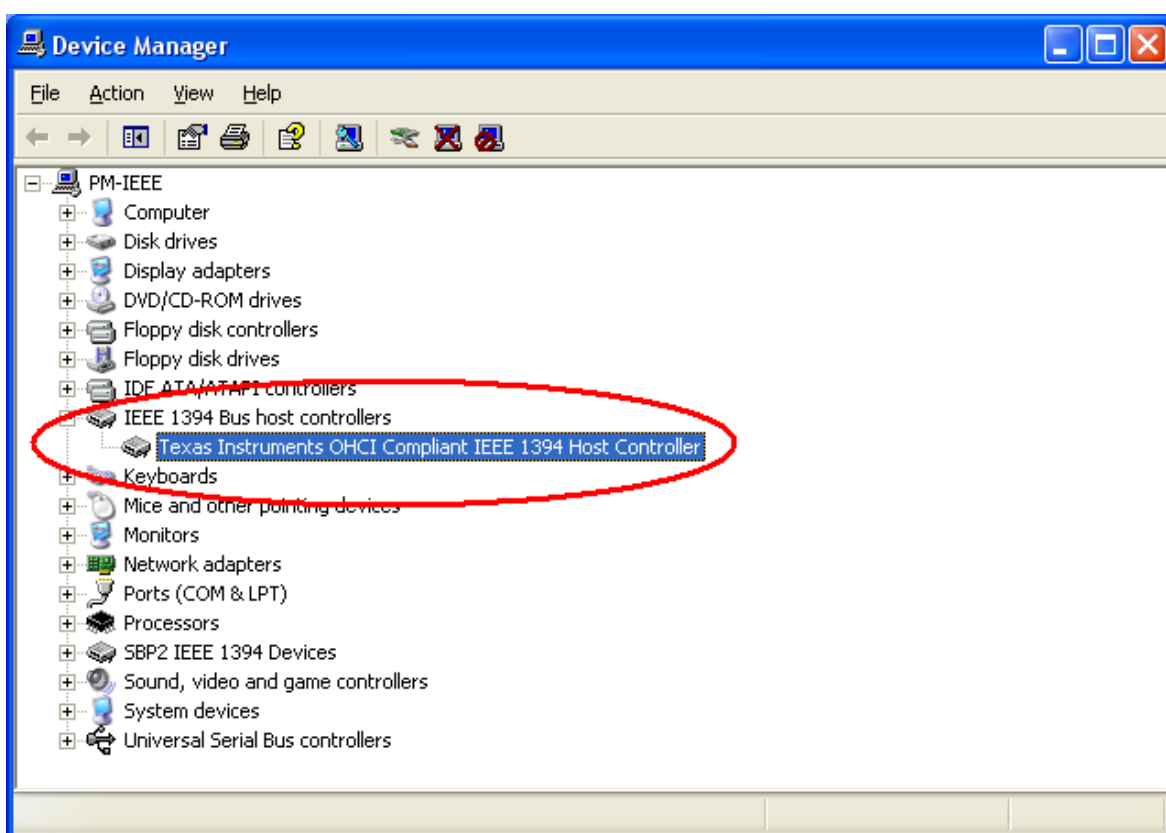 Device Manager
File Action View Help
PM-IEEE
Computer
Disk drives
Display adapters
DVD/CD-ROM drives
Floppy disk controllers
Floppy disk drives
IDE ATA/ATAPI controllers
IEEE 1394 Bus host controllers
Texas Instruments OHCI Compliant IEEE 1394 Host Controller
Keyboards
Mice and other pointing devices
Monitors
Network adapters
Ports (COM & LPT)
Processors
SBP2 IEEE 1394 Devices
Sound, video and game controllers
System devices
Universal Serial Bus controllers